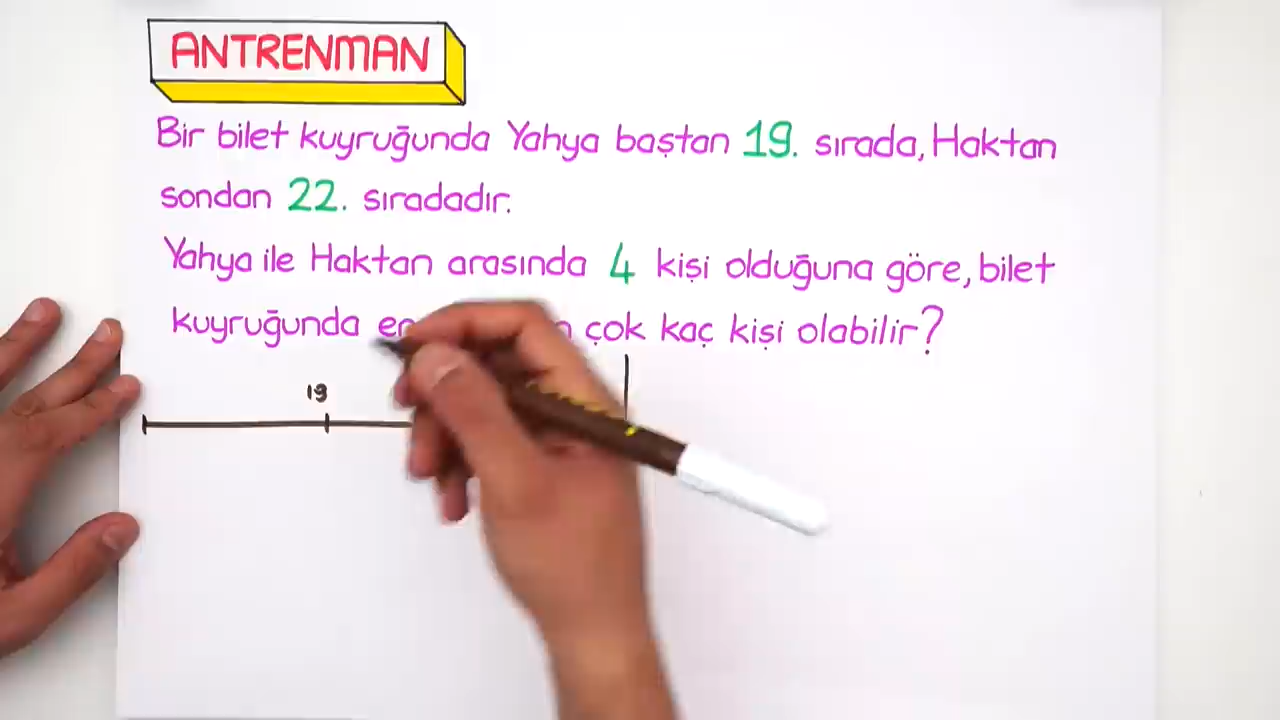 ANTRENMAN
Bir bilet kuyruğunda Yahya baştan 19. sırada, Haktan
sondan 22. sıradadır.
Yahya ile Haktan arasında 4 kişi olduğuna göre, bilet
kuyruğunda çok kaç kişi olabilir?
19